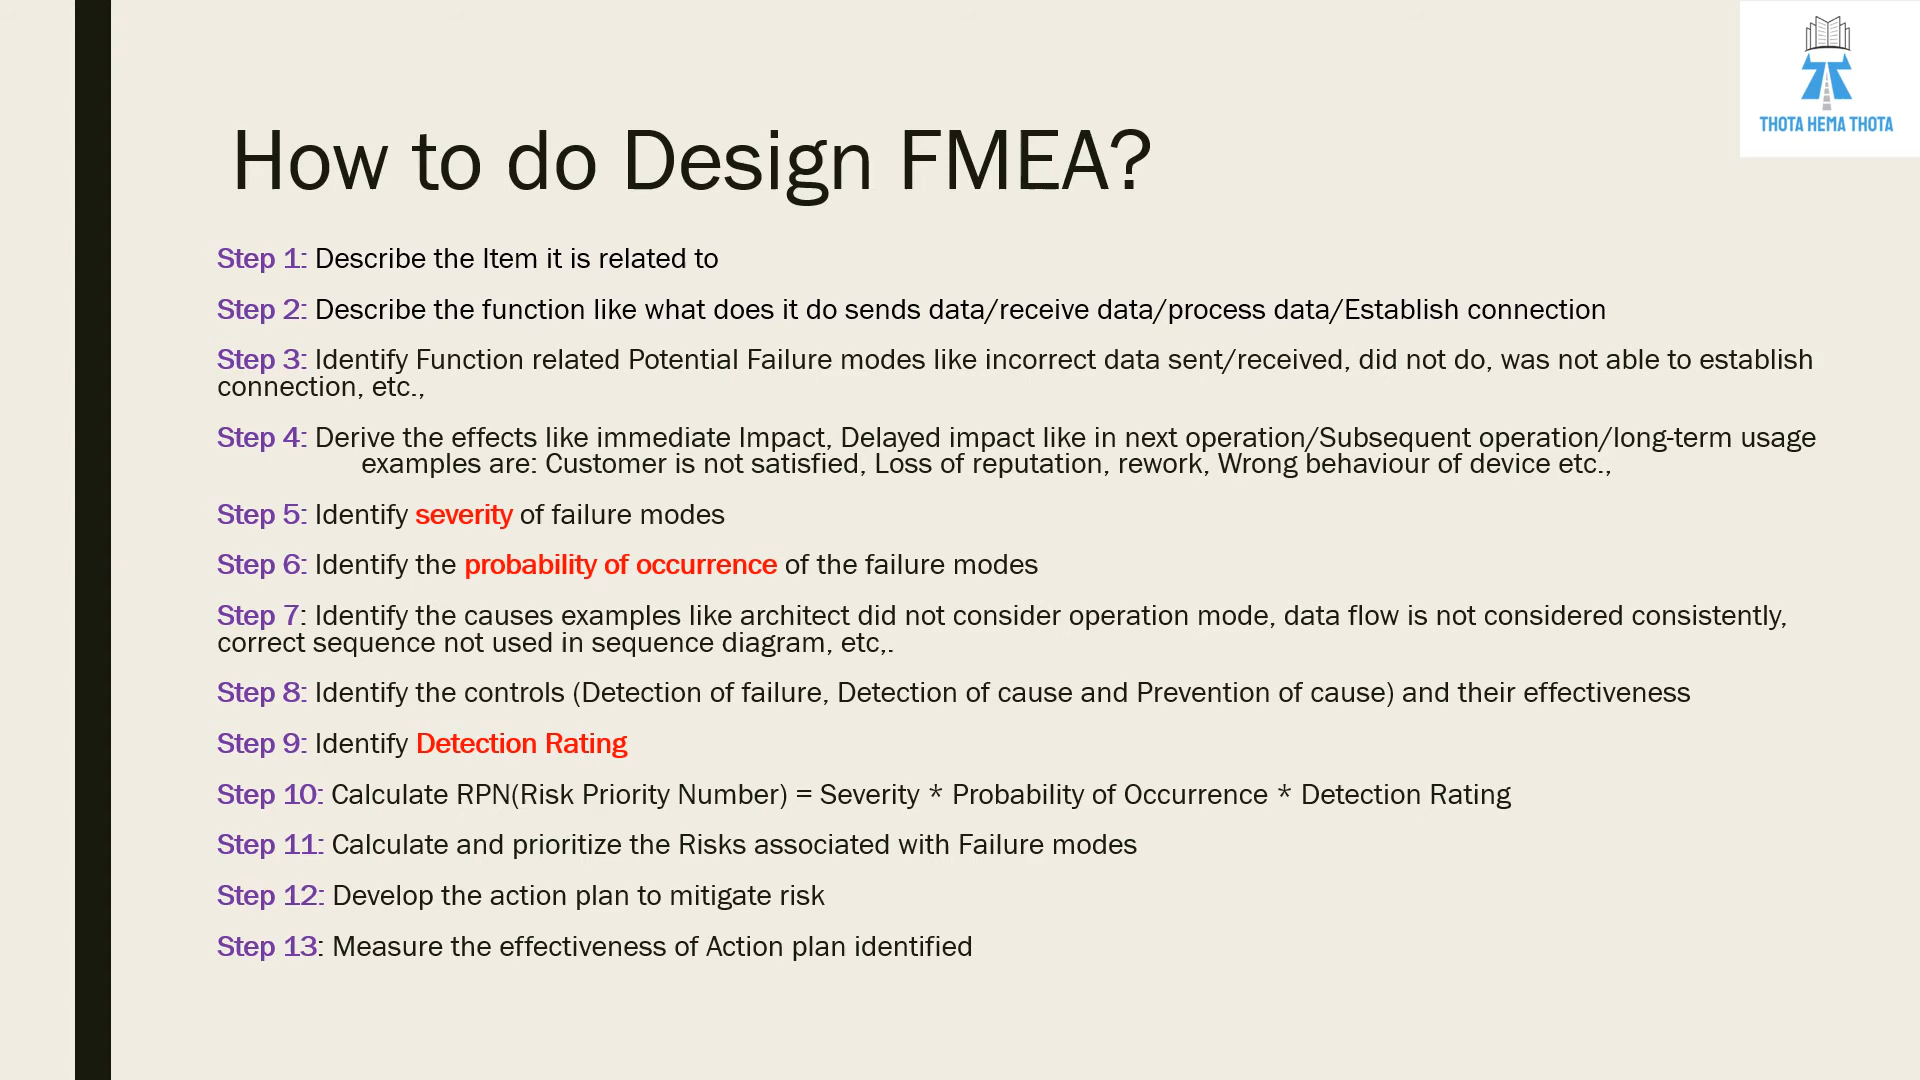 THOTA HEMA THOTA
How to do Design FMEA?
Step 1: Describe the Item it is related to
Step 2: Describe the function like what does it do sends data/receive data/process data/Establish connection
Step 3: Identify Function related Potential Failure modes like incorrect data sent/received, did not do, was not able to establish
connection, etc.,
Step 4: Derive the effects like immediate Impact, Delayed impact like in next operation/Subsequent operation/long-term usage
examples are: Customer is not satisfied, Loss of reputation, rework, Wrong behaviour of device etc.,
Step 5: Identify severity of failure modes
Step 6: Identify the probability of occurrence of the failure modes
Step 7: Identify the causes examples like architect did not consider operation mode, data flow is not considered consistently,
correct sequence not used in sequence diagram, etc,.
Step 8: Identify the controls (Detection of failure, Detection of cause and Prevention of cause) and their effectiveness
Step 9: Identify Detection Rating
Step 10: Calculate RPN(Risk Priority Number) = Severity * Probability of Occurrence * Detection Rating
Step 11: Calculate and prioritize the Risks associated with Failure modes
Step 12: Develop the action plan to mitigate risk
Step 13: Measure the effectiveness of Action plan identified